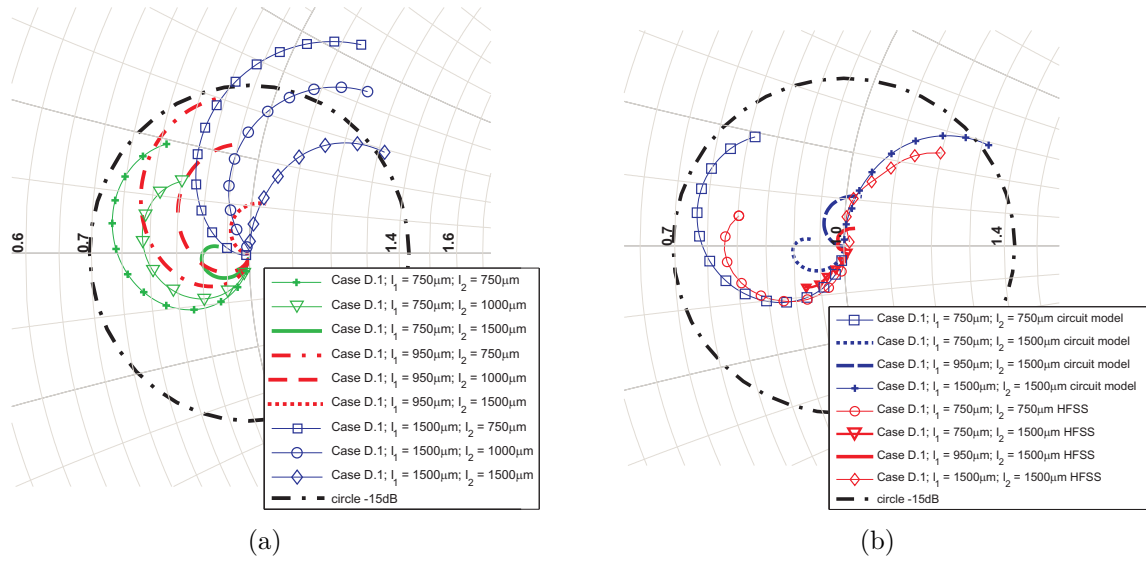 0.6
0.7
1.4
1.6
Case D.1; l1 = 750μm; l2 = 750μm
Case D.1; l1 = 750μm; l2 = 1000μm
Case D.1; l1 = 750μm; l2 = 1500μm
Case D.1; l1 = 950μm; l2 = 750μm
Case D.1; l1 = 950μm; l2 = 1000μm
Case D.1; l1 = 950μm; l2 = 1500μm
Case D.1; l1 = 1500μm; l2 = 750μm
Case D.1; l1 = 1500μm; l2 = 1000μm
Case D.1; l1 = 1500μm; l2 = 1500μm
circle -15dB
(a)
0.7
1.0
1.4
Case D.1; l1 = 750μm; l2 = 750μm circuit model
Case D.1; l1 = 750μm; l2 = 1500μm circuit model
Case D.1; l1 = 950μm; l2 = 1500μm circuit model
Case D.1; l1 = 1500μm; l2 = 1500μm circuit model
Case D.1; l1 = 750μm; l2 = 750μm HFSS
Case D.1; l1 = 750μm; l2 = 1500μm HFSS
Case D.1; l1 = 950μm; l2 = 1500μm HFSS
Case D.1; l1 = 1500μm; l2 = 1500μm HFSS
circle -15dB
(b)